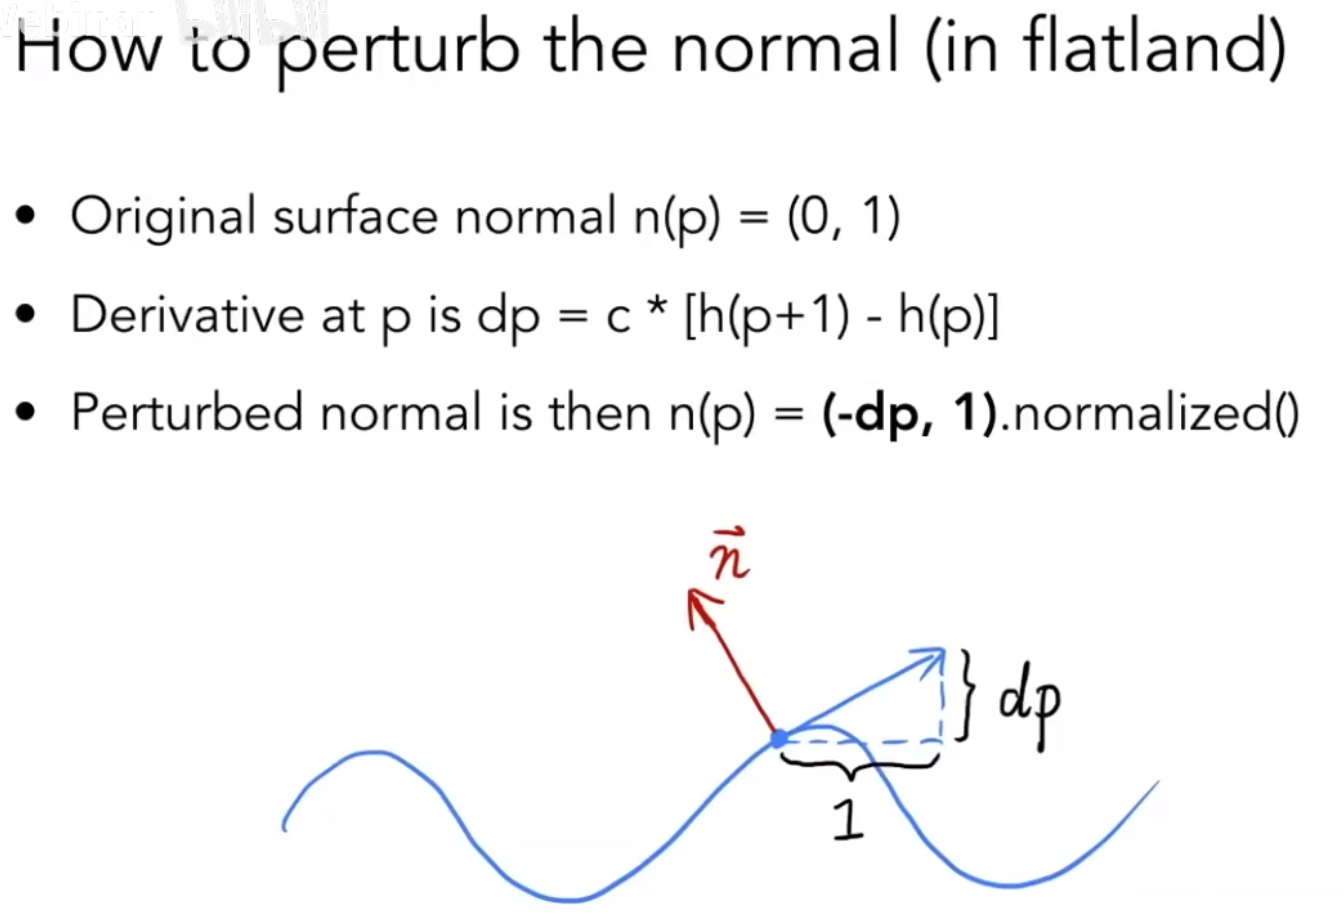 How to perturb the normal (in flatland)
• Original surface normal n(p) = (0, 1)
• Derivative at p is dp = c * [h(p+1) - h(p)]
• Perturbed normal is then n(p) = (-dp, 1).normalized()
n⃗
dp
1